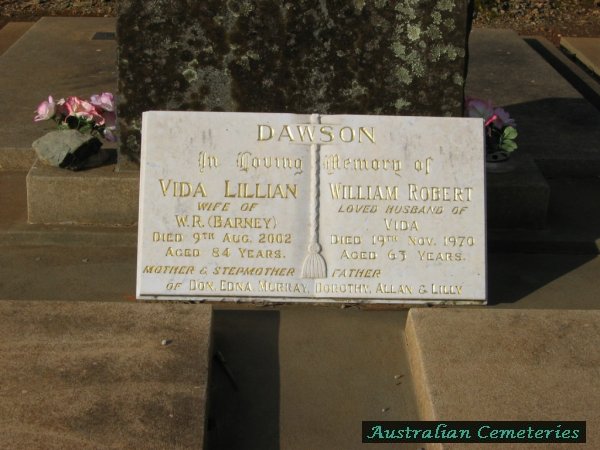 DAWSON
In Loving Memory of
VIDA LILLIAN
WIFE OF
W.R. (BARNEY)
DIED 9TH AUG. 2002
AGED 84 YEARS.
MOTHER & STEPMOTHER
WILLIAM ROBERT
LOVED HUSBAND OF
VIDA
DIED 19TH NOV. 1970
AGED 63 YEARS.
FATHER
OF DON, EDNA, MURRAY, DOROTHY, ALLAN & LILLY
Australian Cemeteries